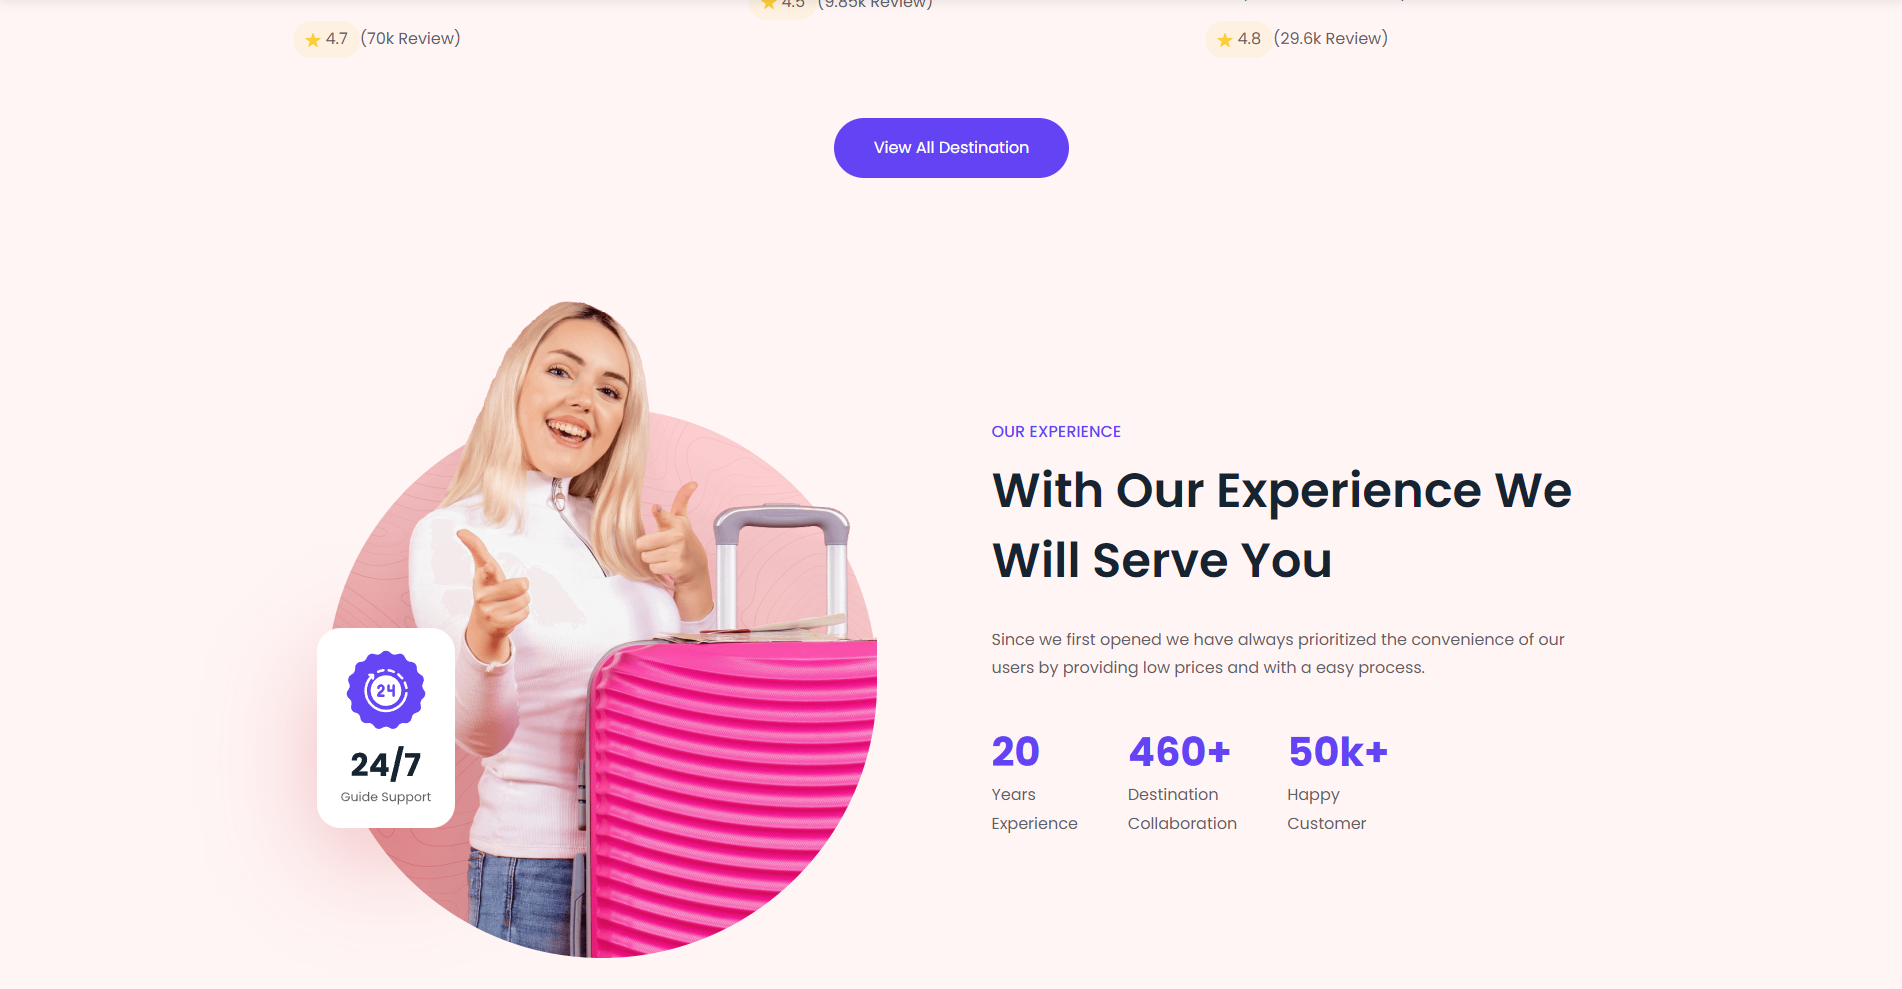 4.5 (9.85k Review)
4.7 (70k Review)
4.8 (29.6k Review)
View All Destination
OUR EXPERIENCE
With Our Experience We
Will Serve You
Since we first opened we have always prioritized the convenience of our
users by providing low prices and with a easy process.
24
24/7
Guide Support
20
Years
Experience
460+
Destination
Collaboration
50k+
Happy
Customer